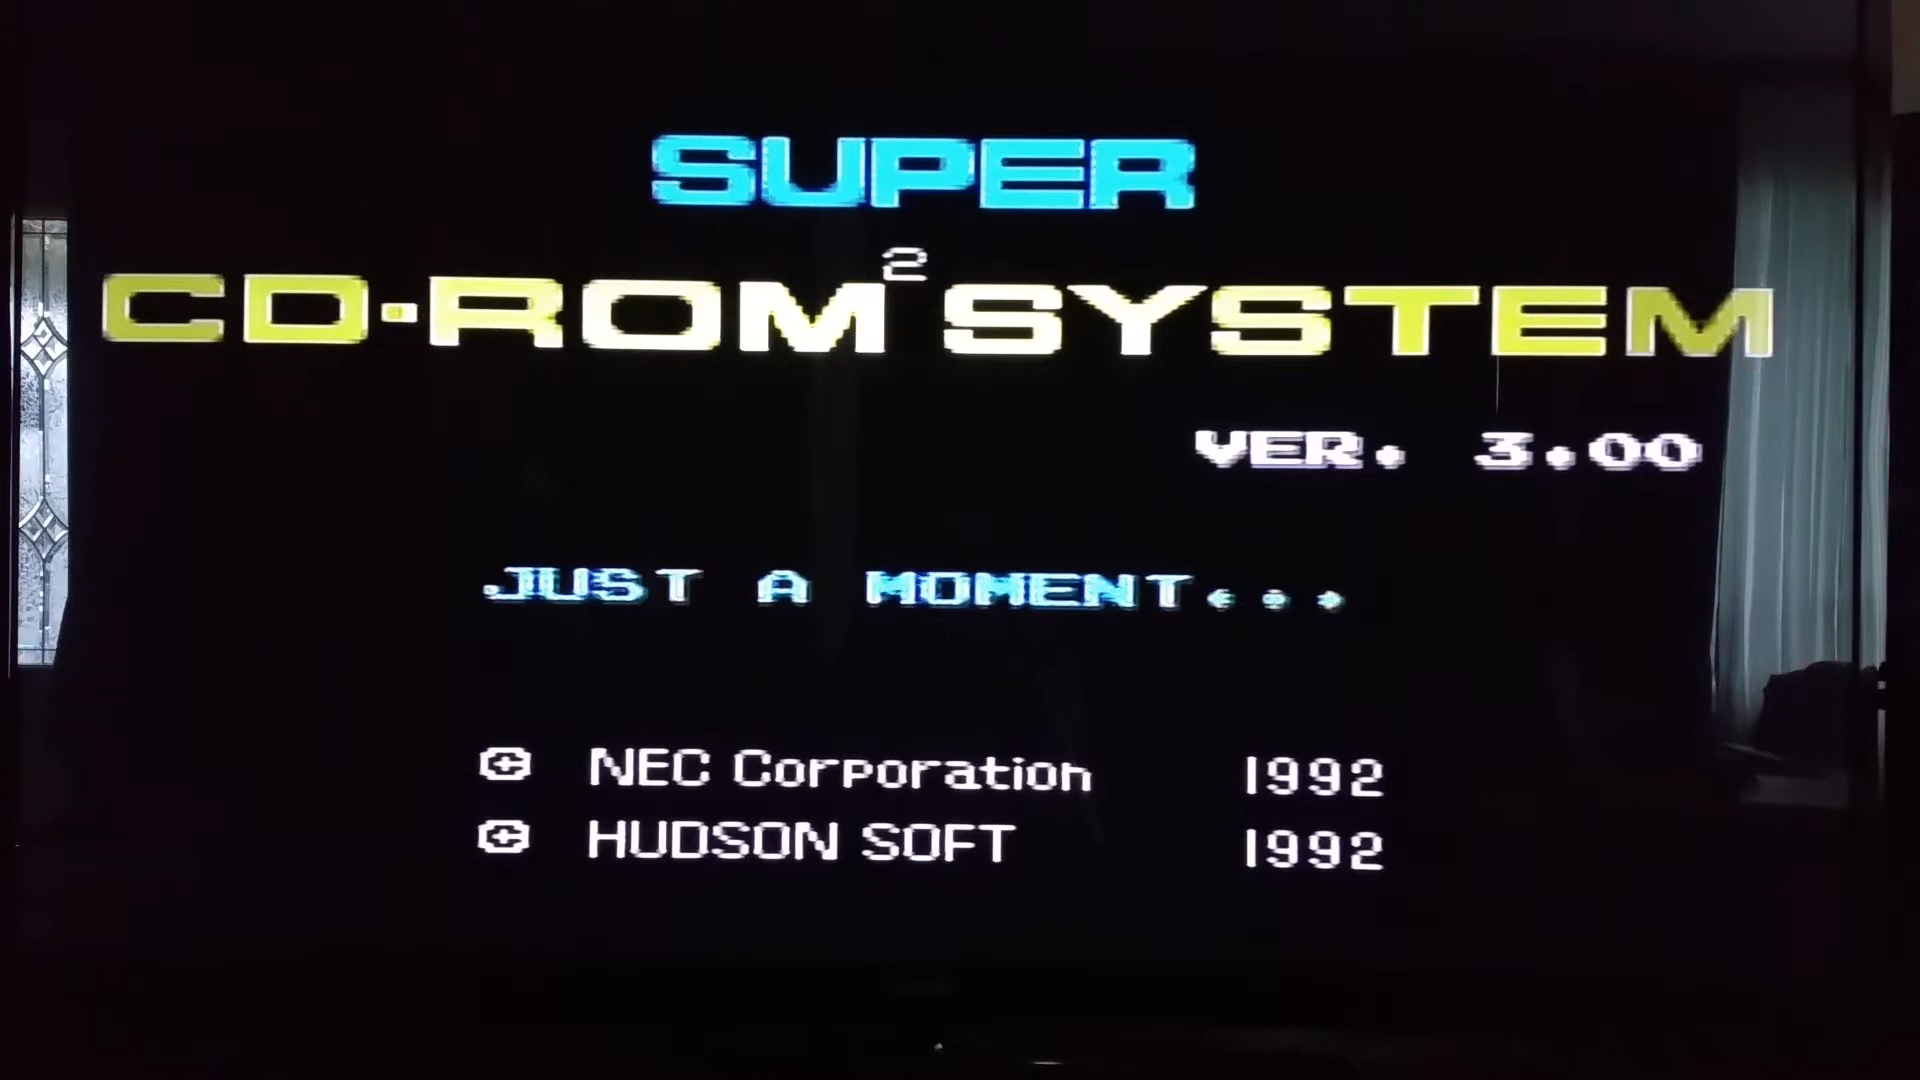 SUPER
CD·ROM² SYSTEM
VER. 3.00
JUST A MOMENT...
© NEC Corporation 1992
© HUDSON SOFT 1992